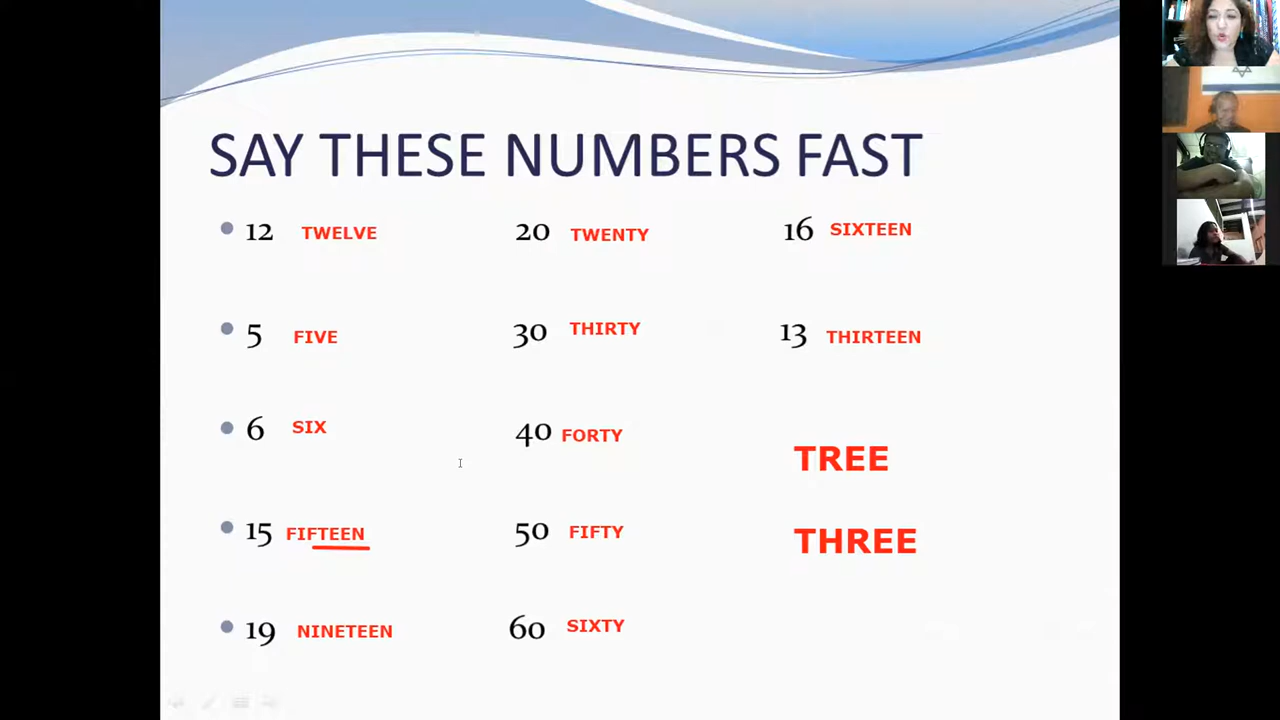 SAY THESE NUMBERS FAST
12 TWELVE 20 TWENTY 16 SIXTEEN
5 FIVE 30 THIRTY 13 THIRTEEN
6 SIX 40 FORTY
TREE
15 FIFTEEN 50 FIFTY
THREE
19 NINETEEN 60 SIXTY